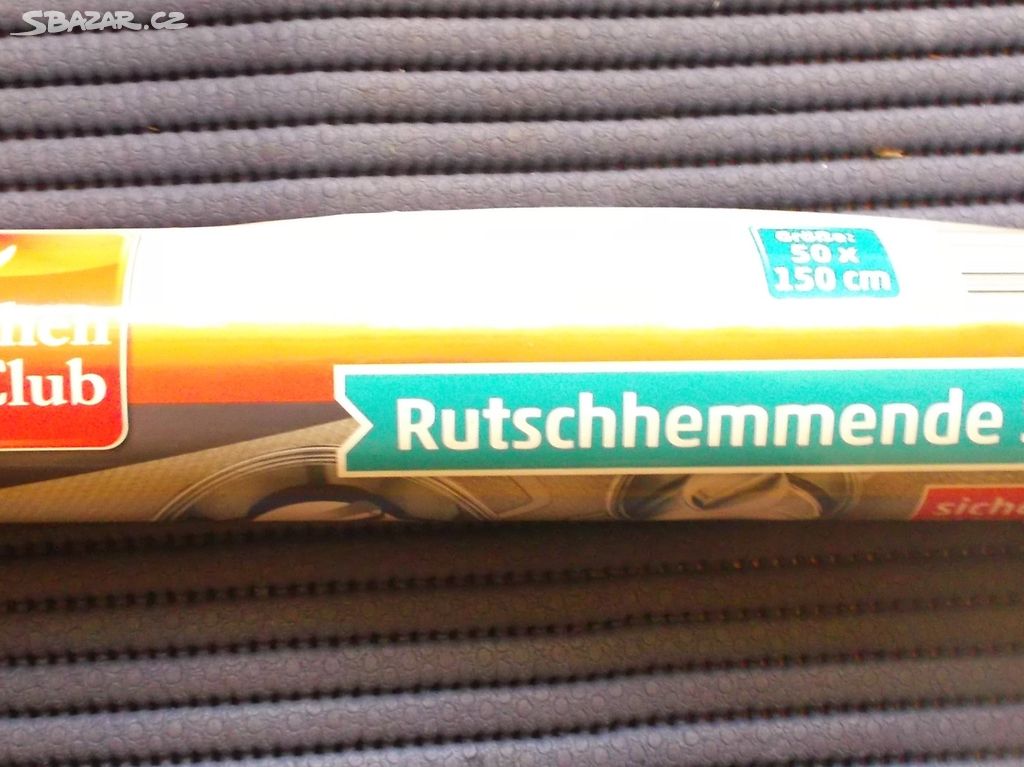 SBAZAR.CZ
Größe:
50 x
150 cm
Club
Rutschhemmende